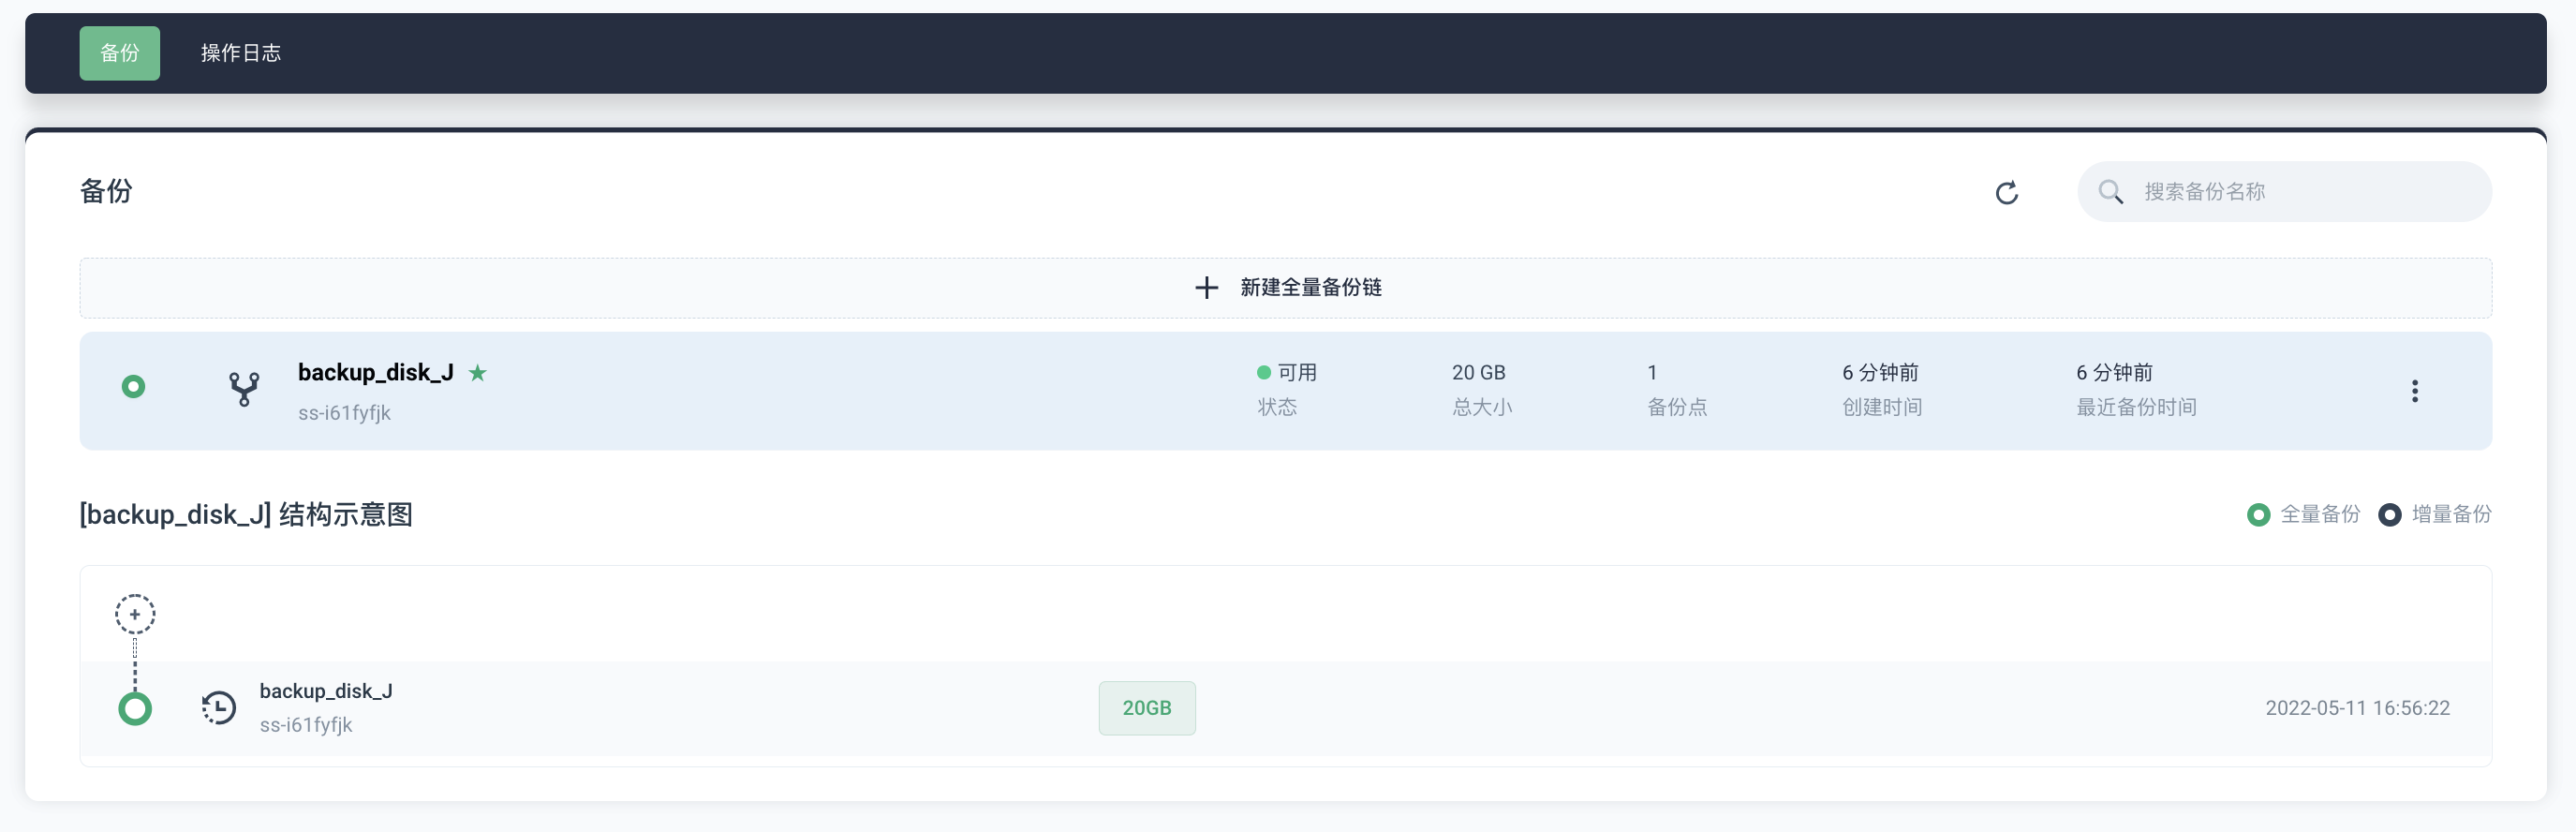 备份 操作日志
备份
搜索备份名称
新建全量备份链
backup_disk_J
ss-i61fyfjk
可用
状态
20 GB
总大小
1
备份点
6 分钟前
创建时间
6 分钟前
最近备份时间
[backup_disk_J] 结构示意图
全量备份 增量备份
backup_disk_J
ss-i61fyfjk
20GB
2022-05-11 16:56:22